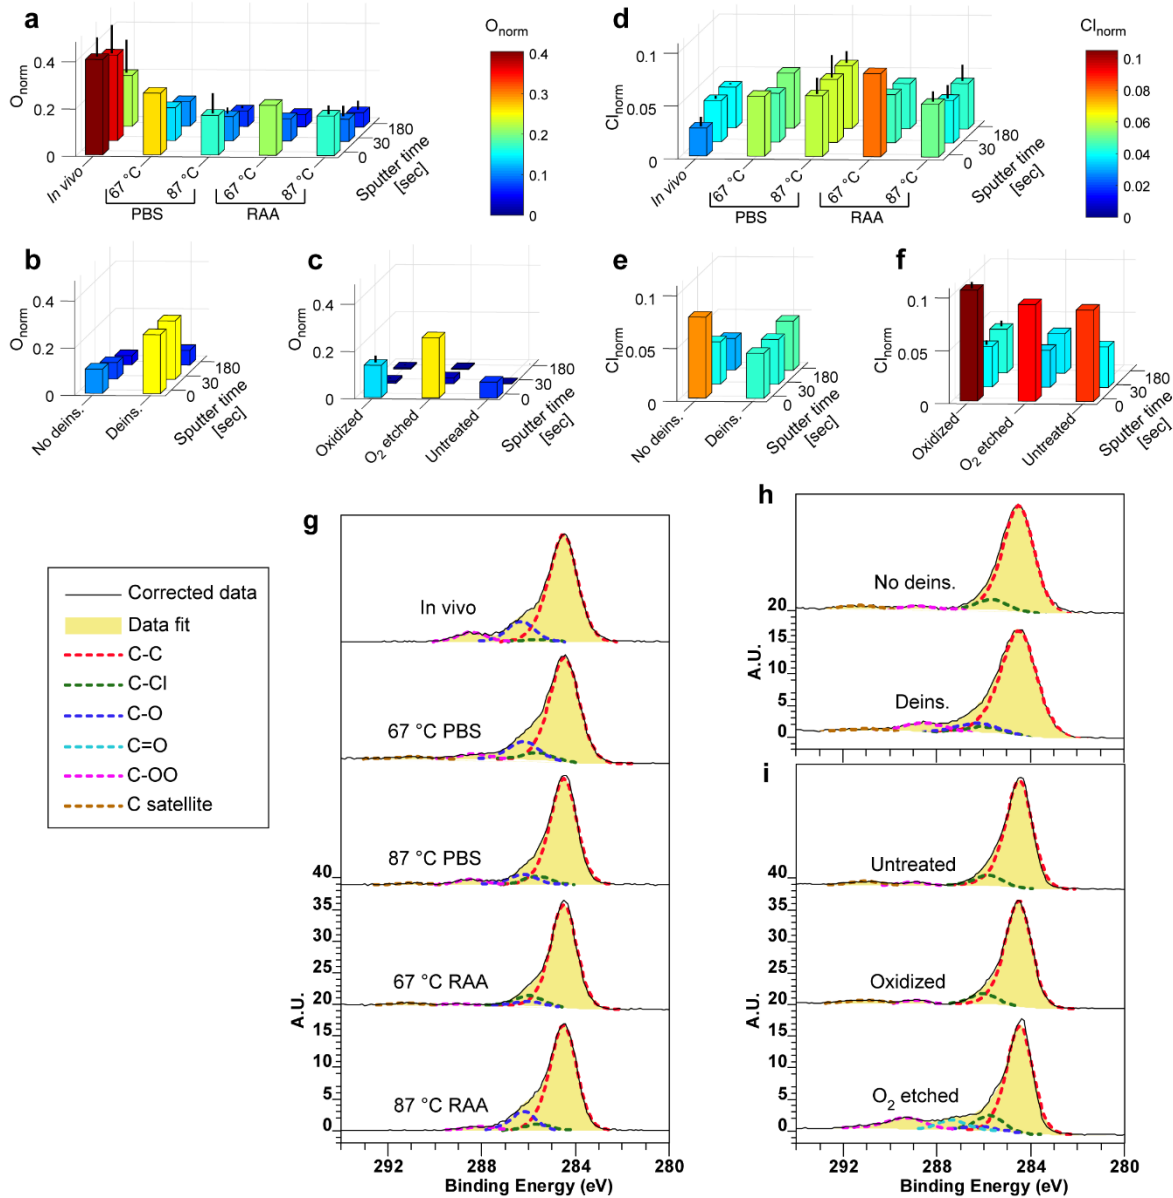 a
O_norm
0.4
0.2
0
In vivo
67 °C
87 °C
67 °C
87 °C
PBS
RAA
180
30
0
Sputter time
[sec]
O_norm
0.4
0.3
0.2
0.1
0
d
Cl_norm
0.1
0.05
0
In vivo
67 °C
87 °C
67 °C
87 °C
PBS
RAA
180
30
0
Sputter time
[sec]
Cl_norm
0.1
0.08
0.06
0.04
0.02
0
b
0.4
0.2
0
No deins.
Deins.
180
30
0
Sputter time
[sec]
c
O_norm
0.4
0.2
0
Oxidized
O₂ etched
Untreated
180
30
0
Sputter time
[sec]
e
Cl_norm
0.1
0.05
0
No deins.
Deins.
180
30
0
Sputter time
[sec]
f
Cl_norm
0.1
0.05
0
Oxidized
O₂ etched
Untreated
180
30
0
Sputter time
[sec]
Corrected data
Data fit
C-C
C-Cl
C-O
C=O
C-OO
C satellite
g
In vivo
67 °C PBS
87 °C PBS
67 °C RAA
87 °C RAA
40
35
30
25
20
15
10
5
0
A.U.
292
288
284
280
Binding Energy (eV)
h
No deins.
Deins.
20
15
10
5
0
A.U.
292
288
284
280
i
Untreated
Oxidized
O₂ etched
40
35
30
25
20
15
10
5
0
A.U.
292
288
284
280
Binding Energy (eV)